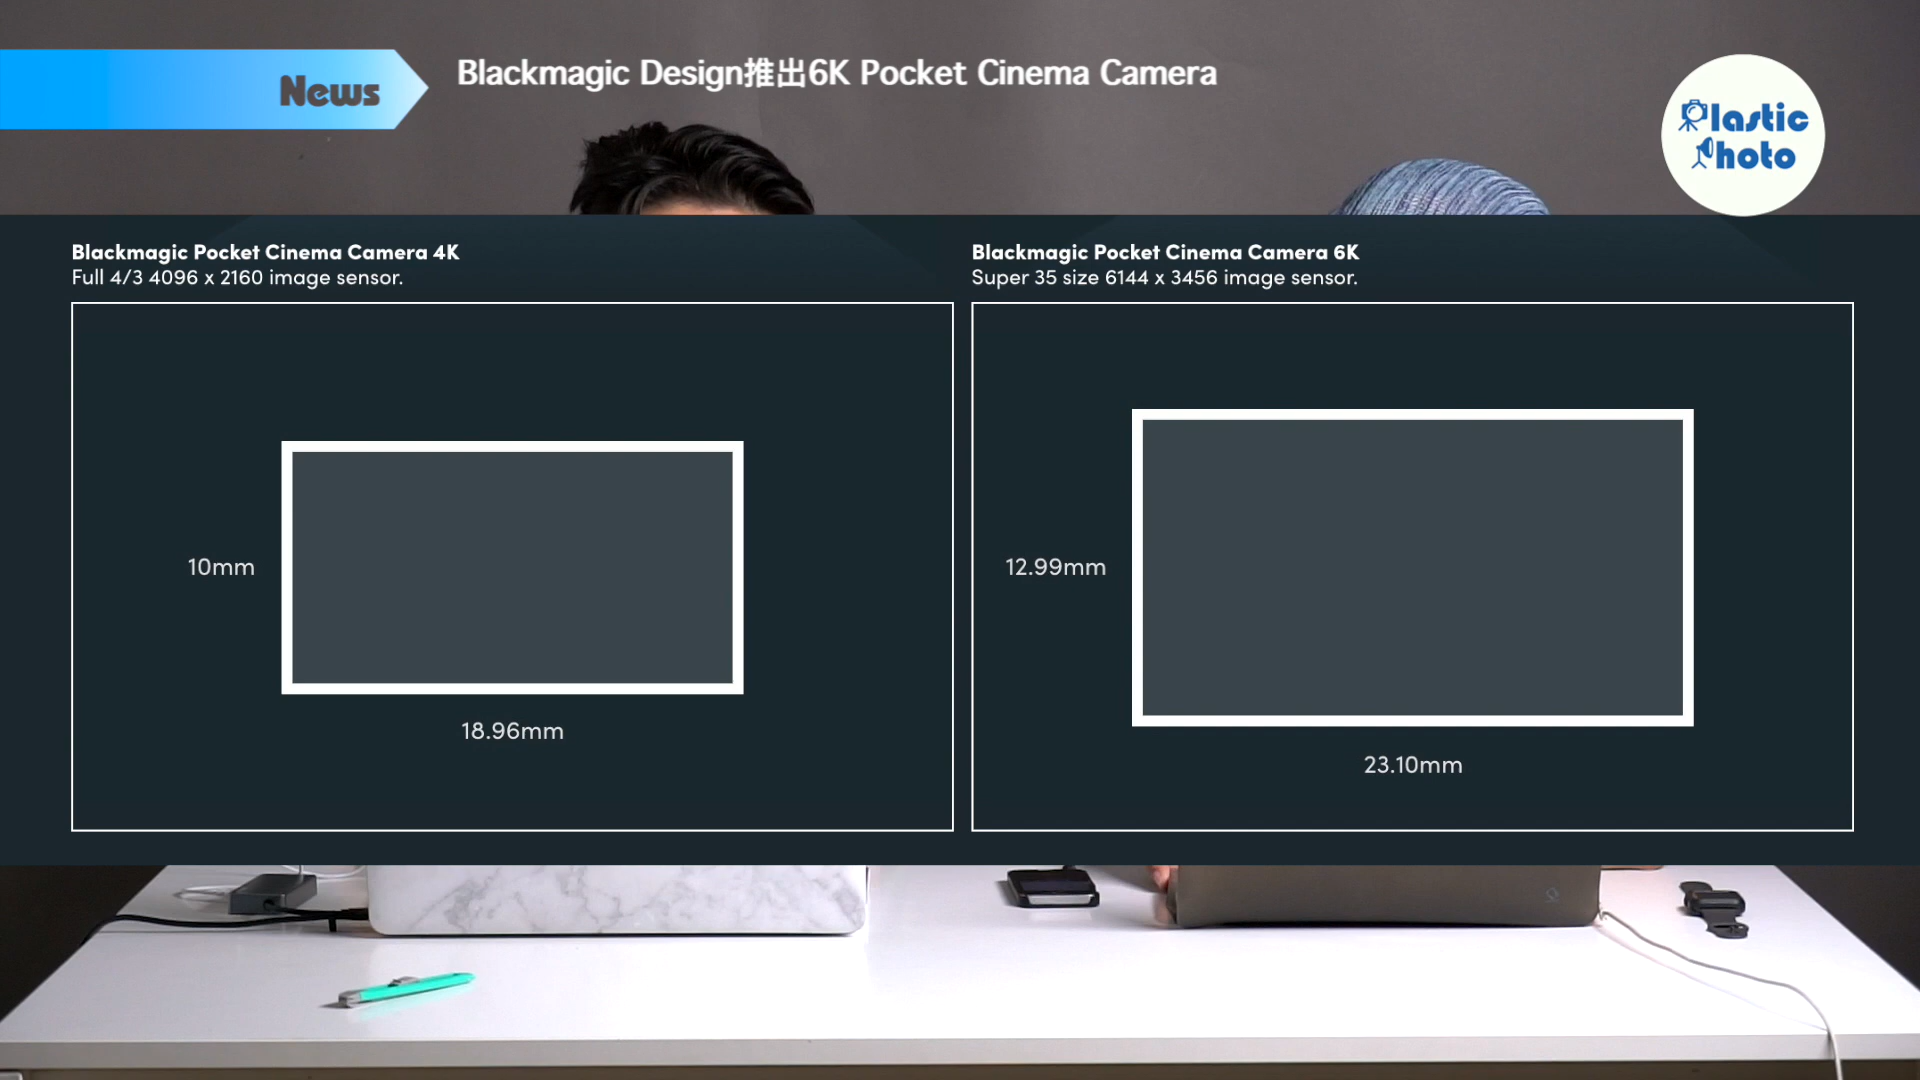 News
Blackmagic Design推出6K Pocket Cinema Camera
Plastic
Photo
Blackmagic Pocket Cinema Camera 4K
Full 4/3 4096 x 2160 image sensor.
10mm
18.96mm
Blackmagic Pocket Cinema Camera 6K
Super 35 size 6144 x 3456 image sensor.
12.99mm
23.10mm